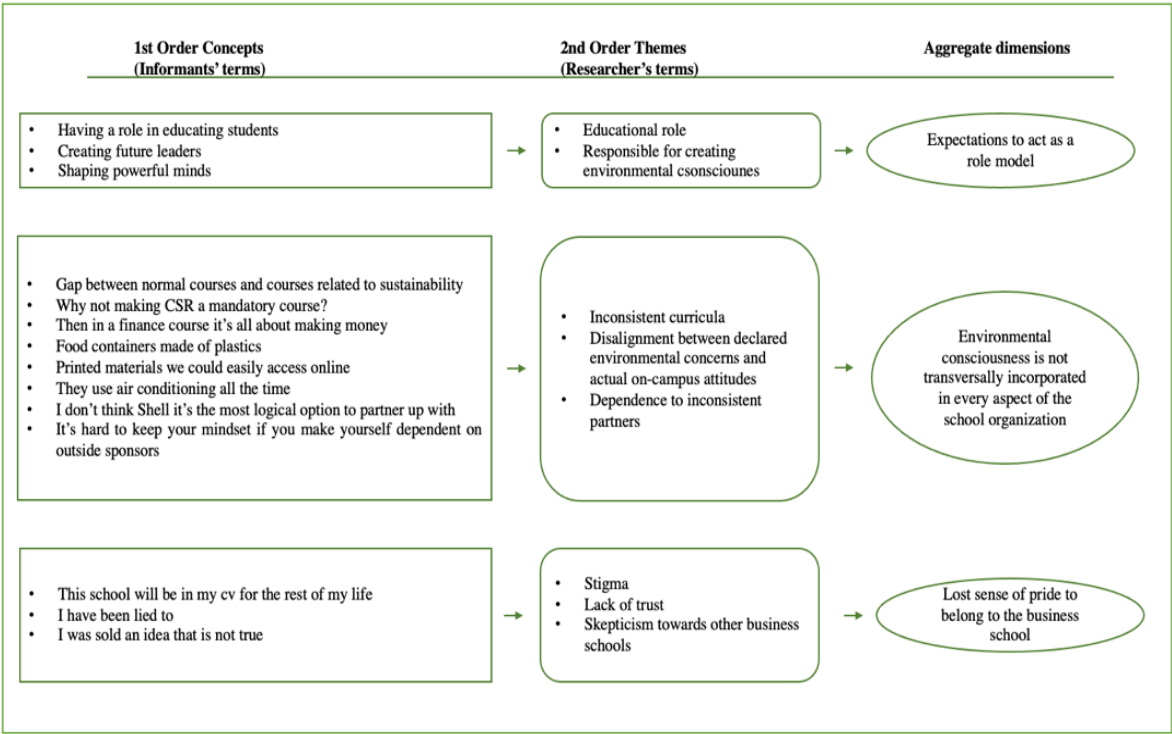 1st Order Concepts
(Informants' terms)
2nd Order Themes
(Researcher's terms)
Aggregate dimensions
• Having a role in educating students
• Creating future leaders
• Shaping powerful minds
• Educational role
• Responsible for creating
environmental csonsciounes
Expectations to act as a
role model
• Gap between normal courses and courses related to sustainability
• Why not making CSR a mandatory course?
• Then in a finance course it's all about making money
• Food containers made of plastics
• Printed materials we could easily access online
• They use air conditioning all the time
• I don't think Shell it's the most logical option to partner up with
• It's hard to keep your mindset if you make yourself dependent on
outside sponsors
• Inconsistent curricula
• Disalignment between declared
environmental concerns and
actual on-campus attitudes
• Dependence to inconsistent
partners
Environmental
consciousness is not
transversally incorporated
in every aspect of the
school organization
• This school will be in my cv for the rest of my life
• I have been lied to
• I was sold an idea that is not true
• Stigma
• Lack of trust
• Skepticism towards other business
schools
Lost sense of pride to
belong to the business
school